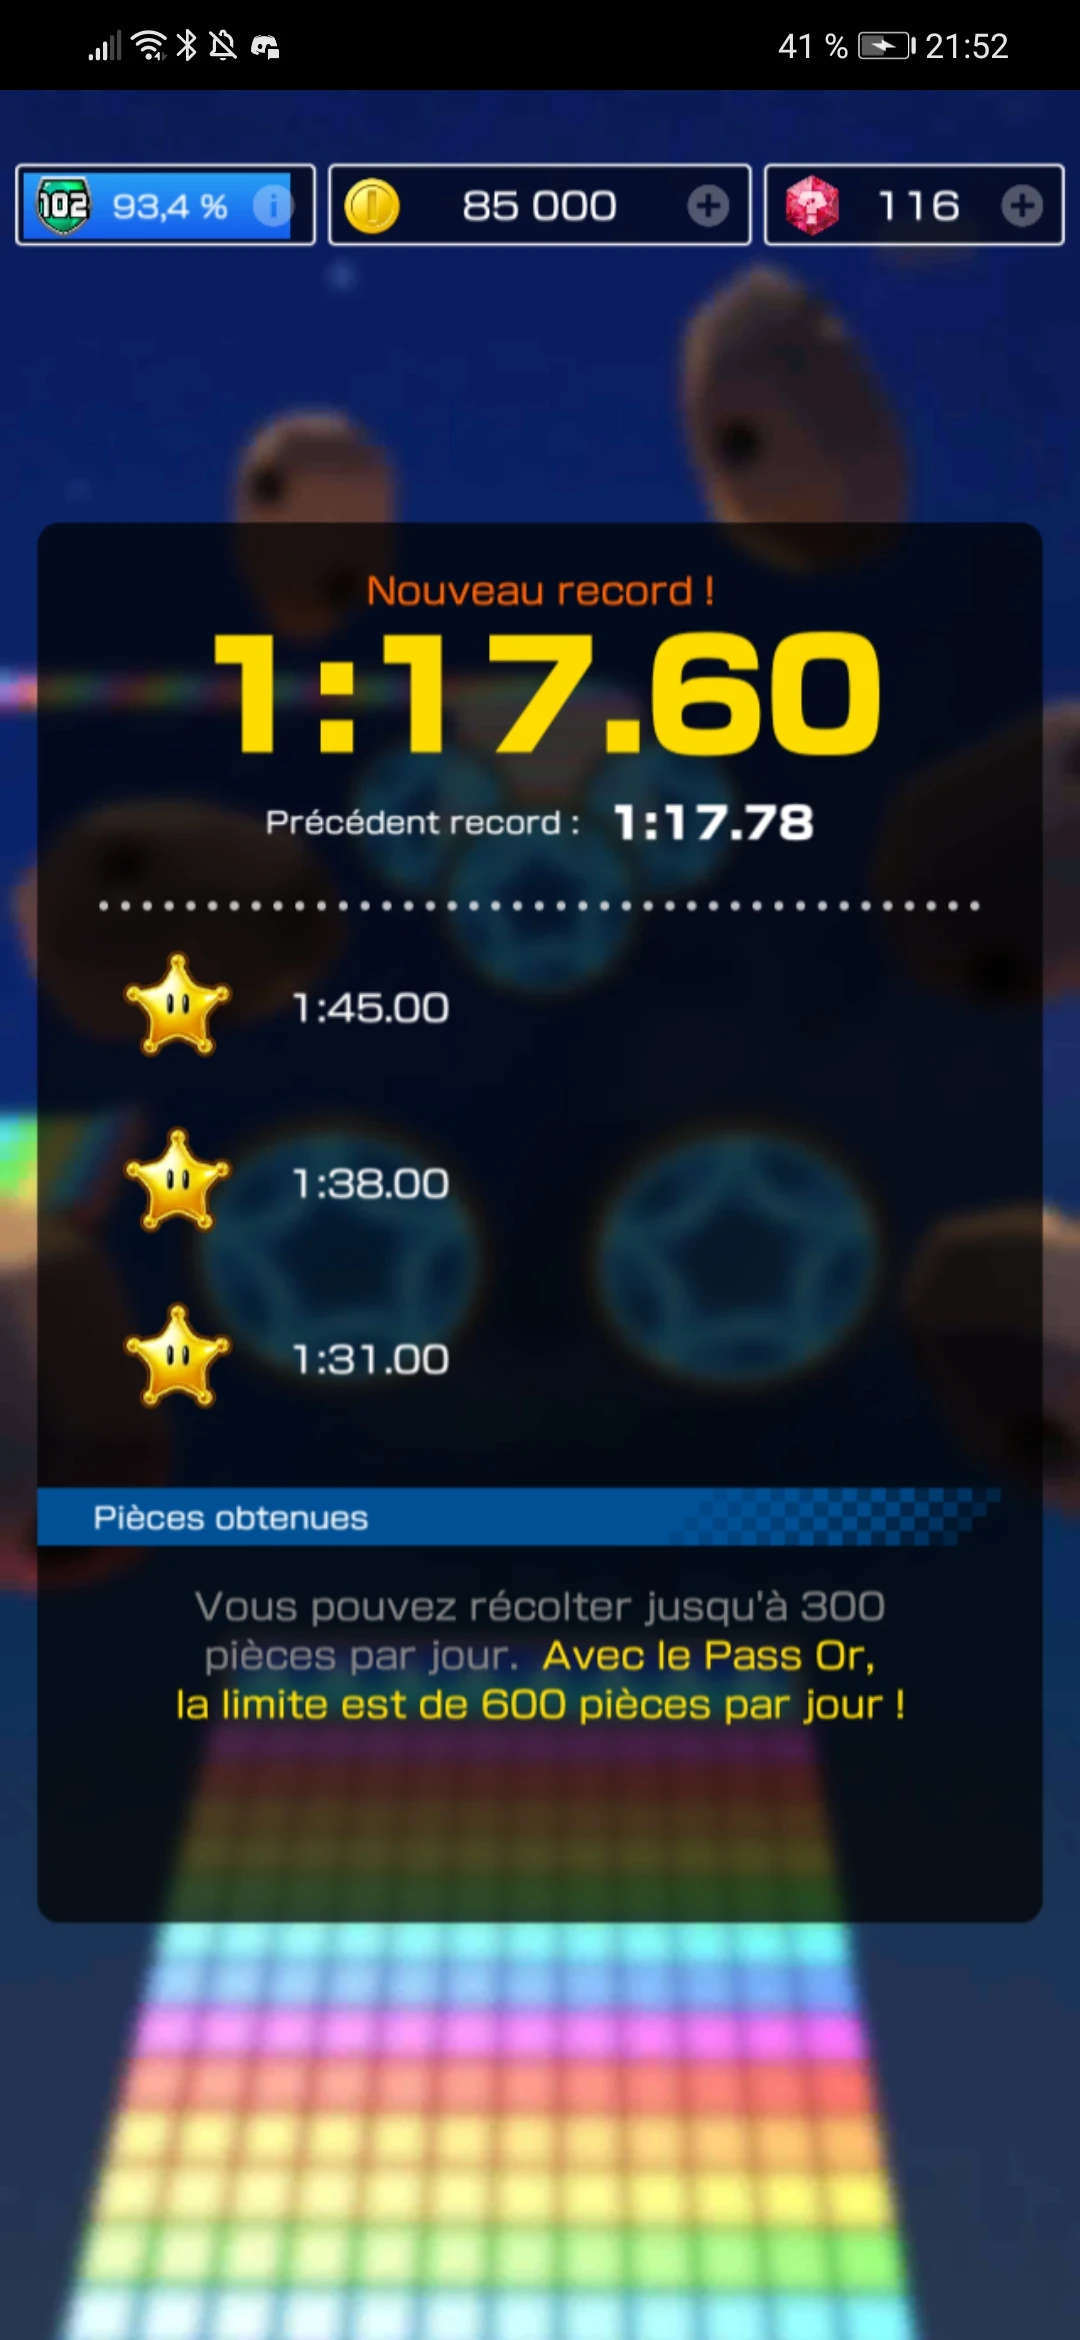 41 % 21:52
102 93,4 % 85 000 116
Nouveau record !
1:17.60
Précédent record : 1:17.78
1:45.00
1:38.00
1:31.00
Pièces obtenues
Vous pouvez récolter jusqu'à 300
pièces par jour. Avec le Pass Or,
la limite est de 600 pièces par jour !